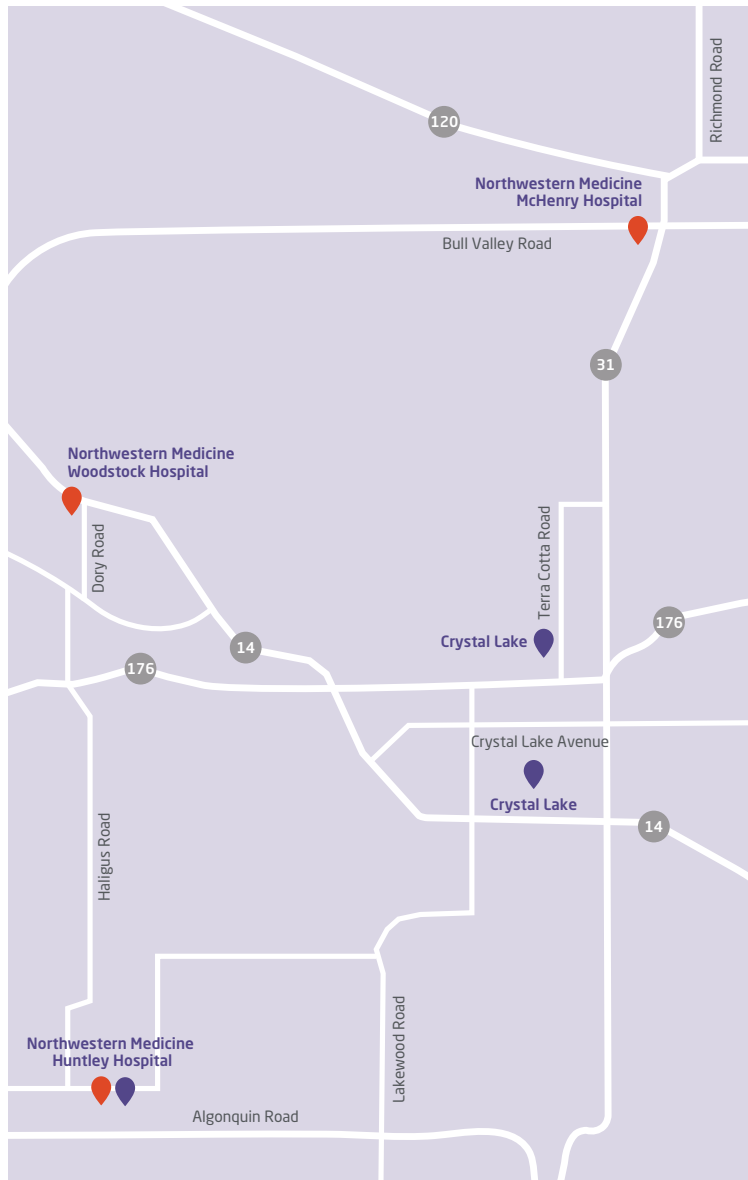 Richmond Road
120
Northwestern Medicine
McHenry Hospital
Bull Valley Road
31
Northwestern Medicine
Woodstock Hospital
Dory Road
Terra Cotta Road
176
Crystal Lake
14
176
Crystal Lake Avenue
Crystal Lake
14
Haligus Road
Lakewood Road
Northwestern Medicine
Huntley Hospital
Algonquin Road